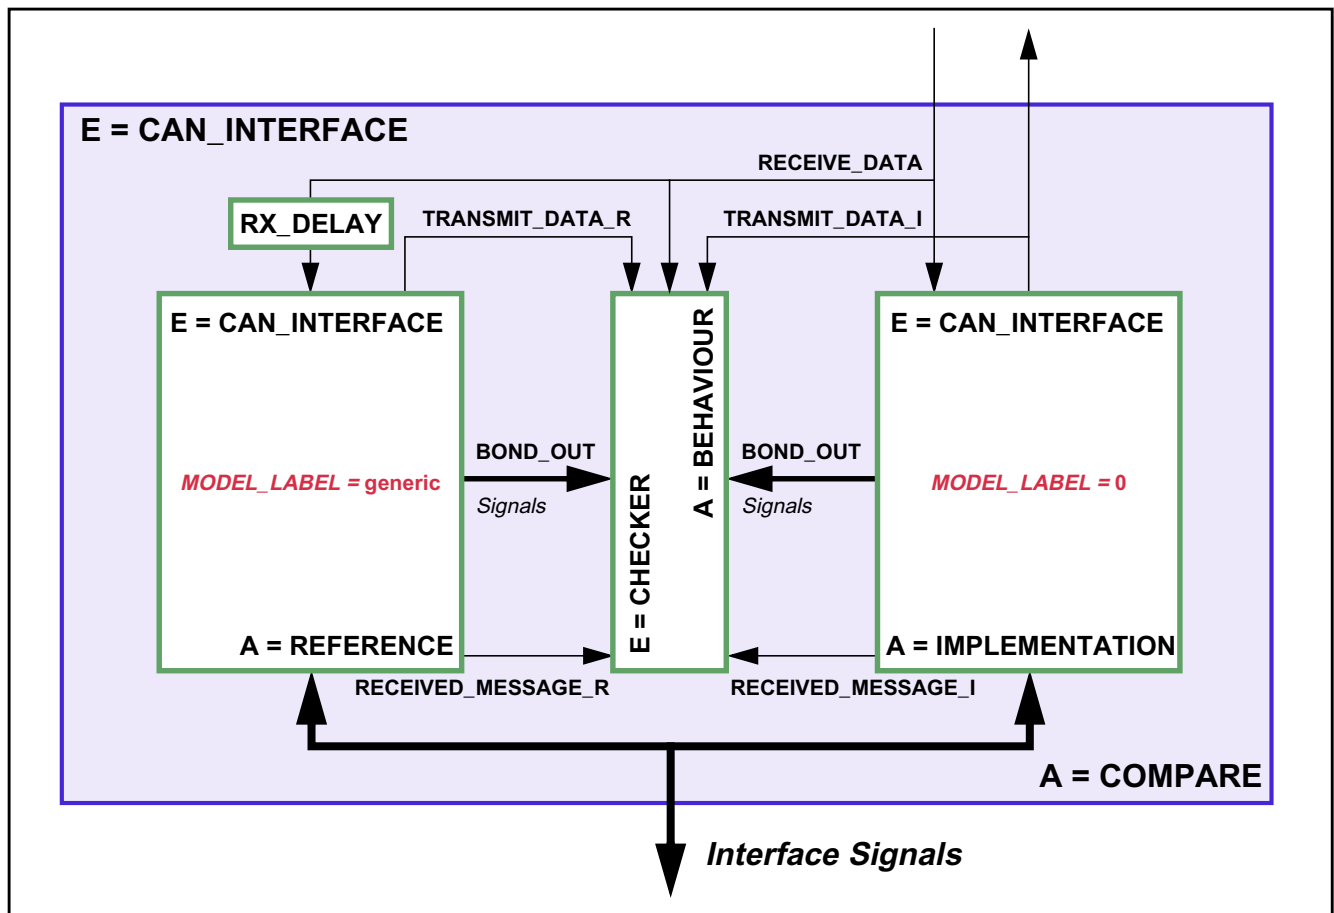 E = CAN_INTERFACE
RECEIVE_DATA
RX_DELAY
TRANSMIT_DATA_R
TRANSMIT_DATA_I
E = CAN_INTERFACE
MODEL_LABEL = generic
A = REFERENCE
BOND_OUT
Signals
E = CHECKER
A = BEHAVIOUR
BOND_OUT
Signals
E = CAN_INTERFACE
MODEL_LABEL = 0
A = IMPLEMENTATION
RECEIVED_MESSAGE_R
RECEIVED_MESSAGE_I
A = COMPARE
Interface Signals